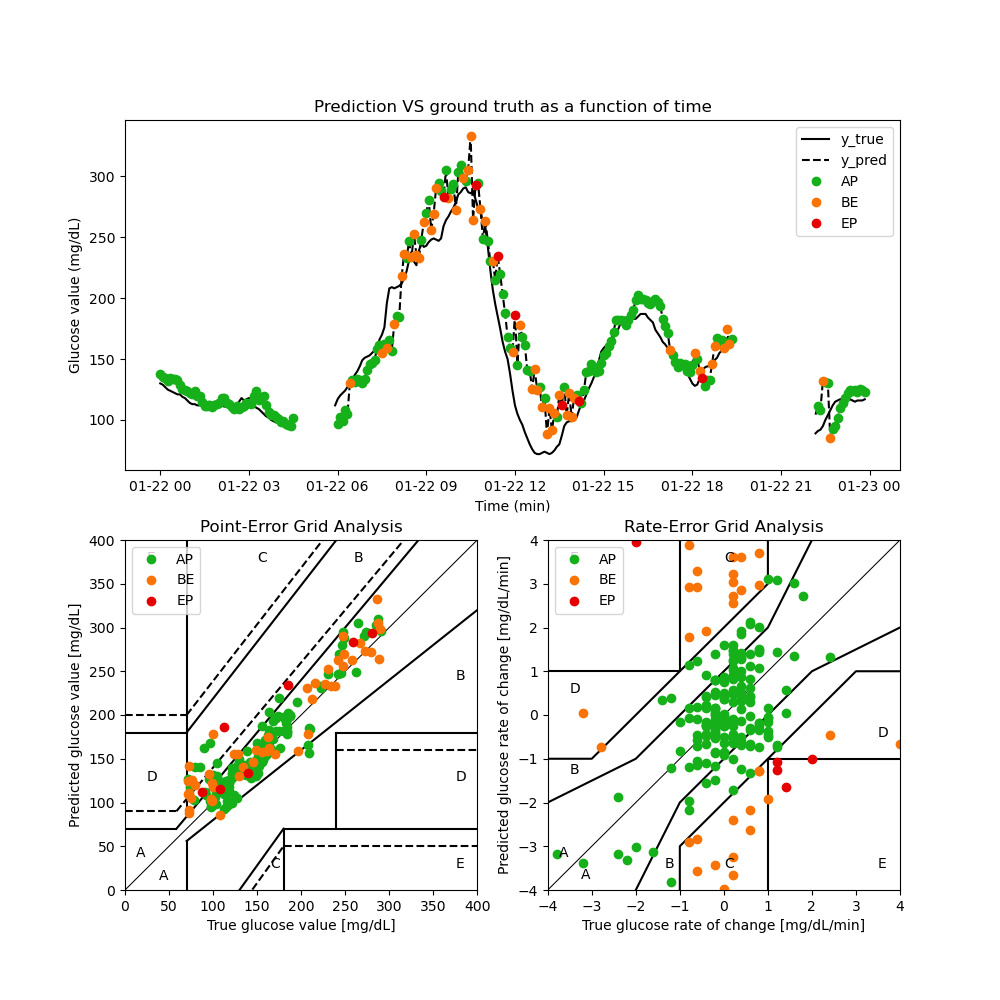 Prediction VS ground truth as a function of time
Glucose value (mg/dL)
300
250
200
150
100
y_true
y_pred
AP
BE
EP
01-22 00 01-22 03 01-22 06 01-22 09 01-22 12 01-22 15 01-22 18 01-22 21 01-23 00
Time (min)
Point-Error Grid Analysis
Predicted glucose value [mg/dL]
400
350
300
250
200
150
100
50
0
AP
BE
EP
C
B
B
D
D
A
A
C
E
0 50 100 150 200 250 300 350 400
True glucose value [mg/dL]
Rate-Error Grid Analysis
Predicted glucose rate of change [mg/dL/min]
4
3
2
1
0
−1
−2
−3
−4
AP
BE
EP
C
D
D
B
A
A
B
C
E
−4 −3 −2 −1 0 1 2 3 4
True glucose rate of change [mg/dL/min]